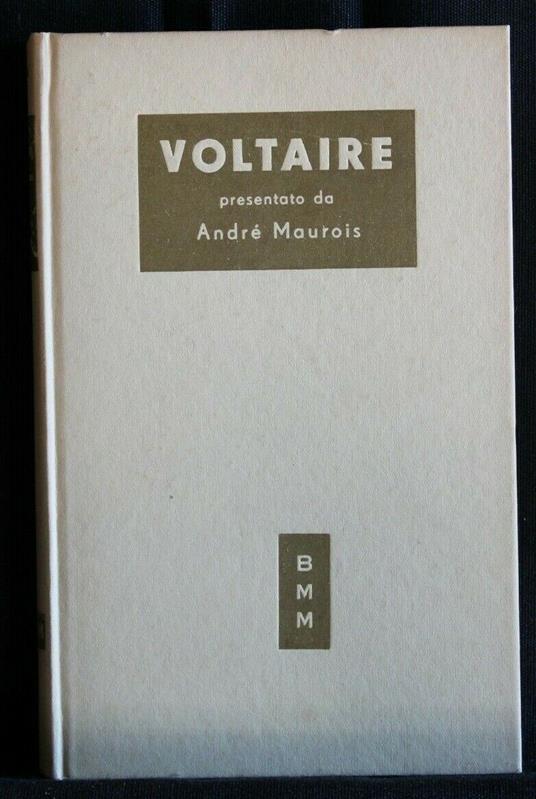 VOLTAIRE
presentato da
André Maurois
B
M
M